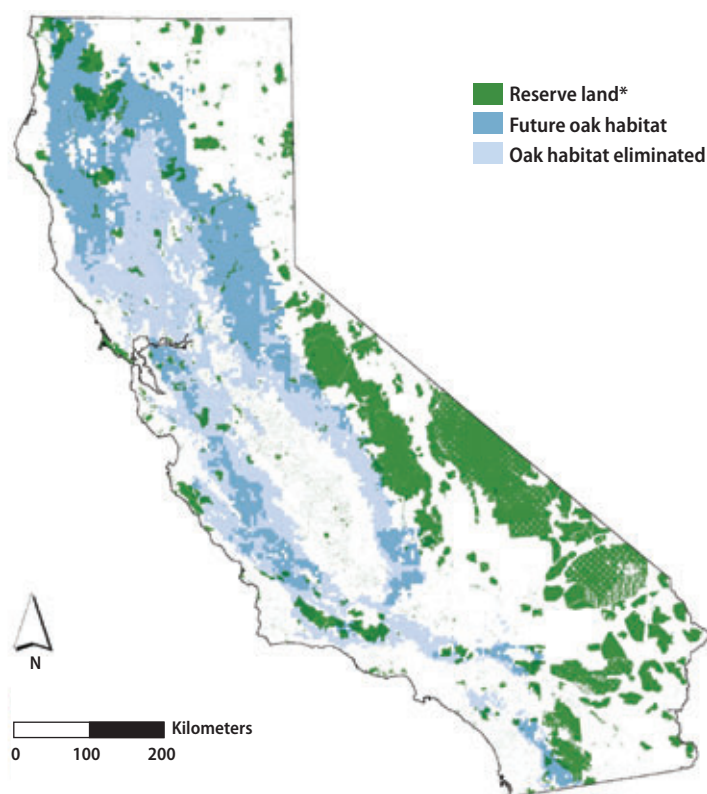 Reserve land*
Future oak habitat
Oak habitat eliminated
N
Kilometers
0 100 200